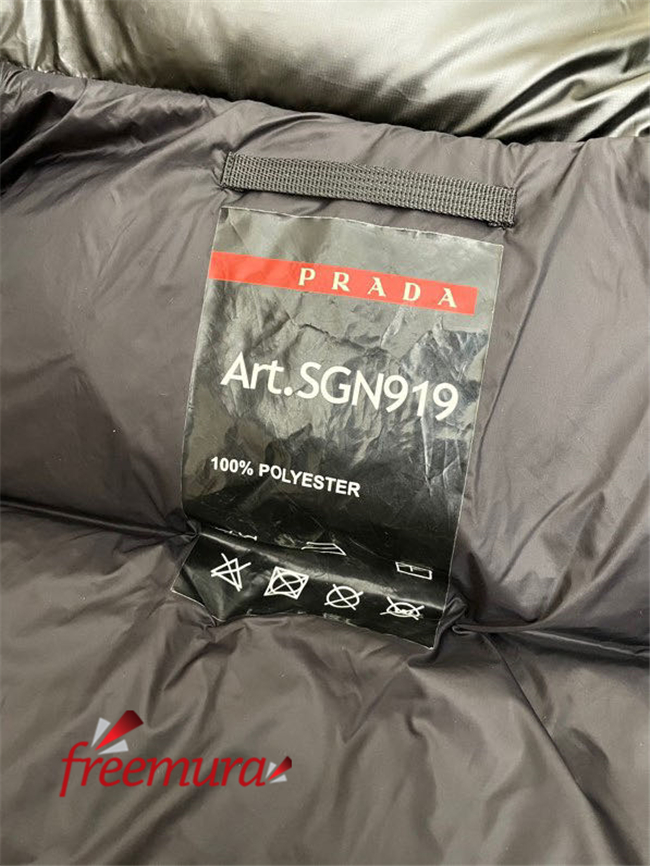 PRADA
Art.SGN919
100% POLYESTER
freemura